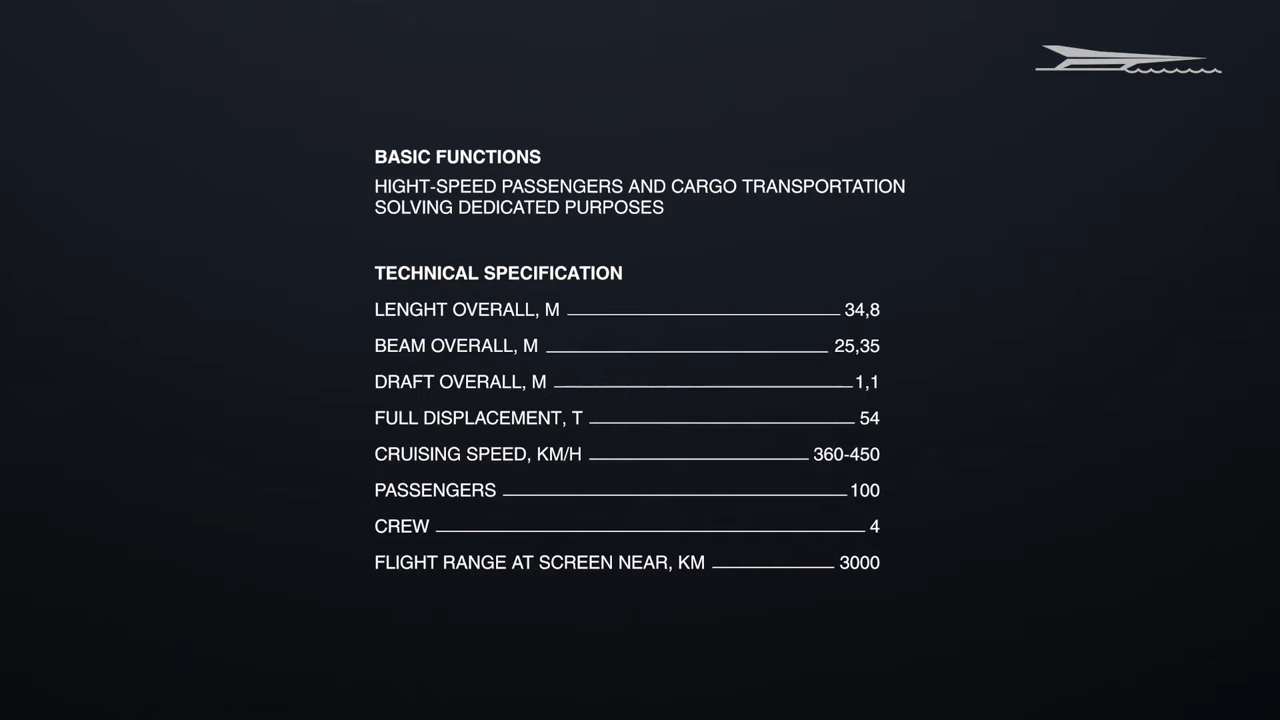 BASIC FUNCTIONS
HIGHT-SPEED PASSENGERS AND CARGO TRANSPORTATION
SOLVING DEDICATED PURPOSES
TECHNICAL SPECIFICATION
LENGHT OVERALL, M 34,8
BEAM OVERALL, M 25,35
DRAFT OVERALL, M 1,1
FULL DISPLACEMENT, T 54
CRUISING SPEED, KM/H 360-450
PASSENGERS 100
CREW 4
FLIGHT RANGE AT SCREEN NEAR, KM 3000